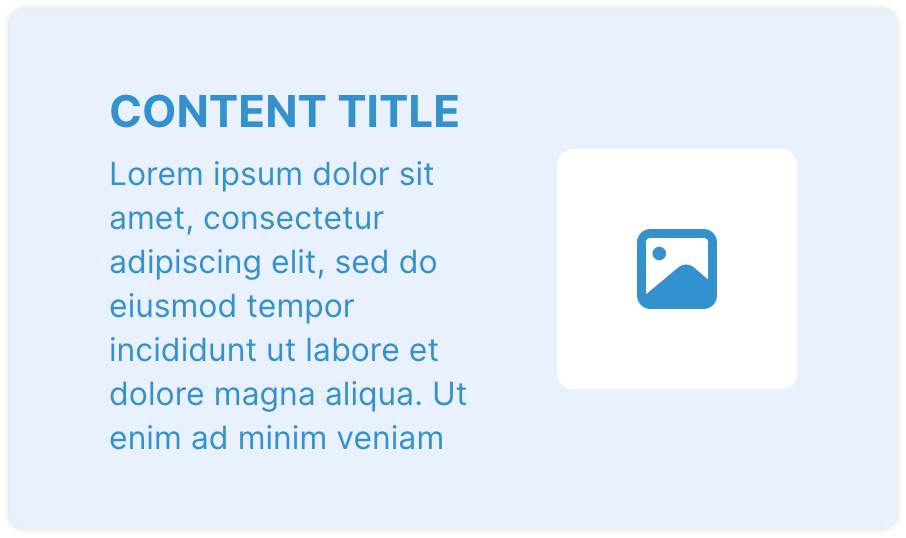 CONTENT TITLE
Lorem ipsum dolor sit
amet, consectetur
adipiscing elit, sed do
eiusmod tempor
incididunt ut labore et
dolore magna aliqua. Ut
enim ad minim veniam